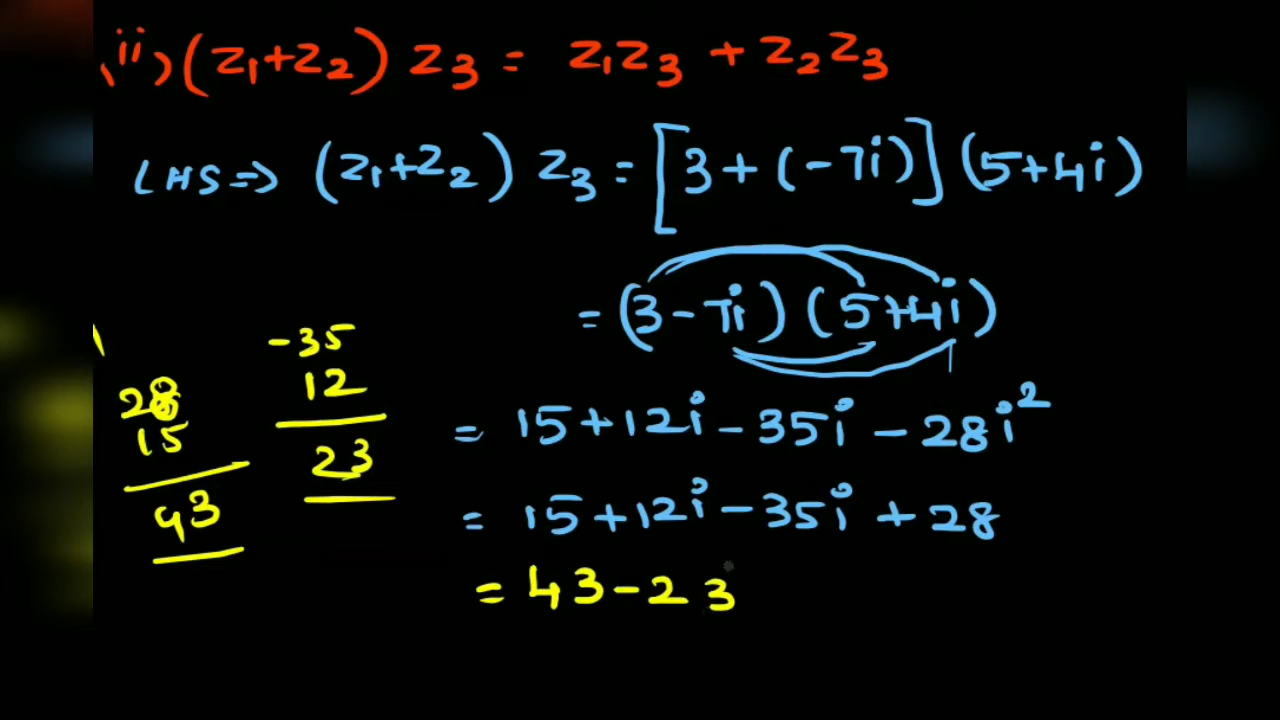 ii) (z₁+z₂) z₃ = z₁z₃ + z₂z₃
LHS ⇒ (z₁+z₂) z₃ = [3 + (-7i)] (5+4i)
= (3-7i) (5+4i)
= 15+12i-35i-28i²
= 15+12i-35i+28
= 43-23
28
15
43
-35
12
23